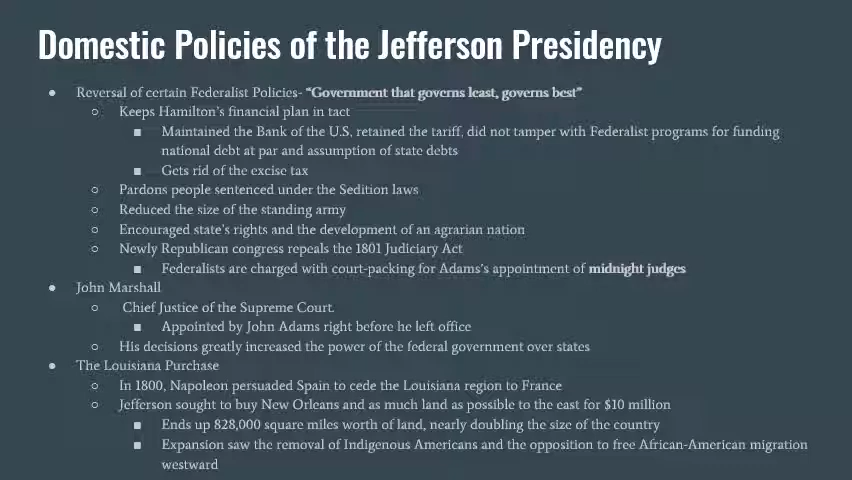 Domestic Policies of the Jefferson Presidency
● Reversal of certain Federalist Policies- “Government that governs least, governs best”
○ Keeps Hamilton's financial plan in tact
■ Maintained the Bank of the U.S, retained the tariff, did not tamper with Federalist programs for funding
national debt at par and assumption of state debts
■ Gets rid of the excise tax
○ Pardons people sentenced under the Sedition laws
○ Reduced the size of the standing army
○ Encouraged state's rights and the development of an agrarian nation
○ Newly Republican congress repeals the 1801 Judiciary Act
■ Federalists are charged with court-packing for Adams's appointment of midnight judges
● John Marshall
○ Chief Justice of the Supreme Court.
■ Appointed by John Adams right before he left office
○ His decisions greatly increased the power of the federal government over states
● The Louisiana Purchase
○ In 1800, Napoleon persuaded Spain to cede the Louisiana region to France
○ Jefferson sought to buy New Orleans and as much land as possible to the east for $10 million
■ Ends up 828,000 square miles worth of land, nearly doubling the size of the country
■ Expansion saw the removal of Indigenous Americans and the opposition to free African-American migration
westward